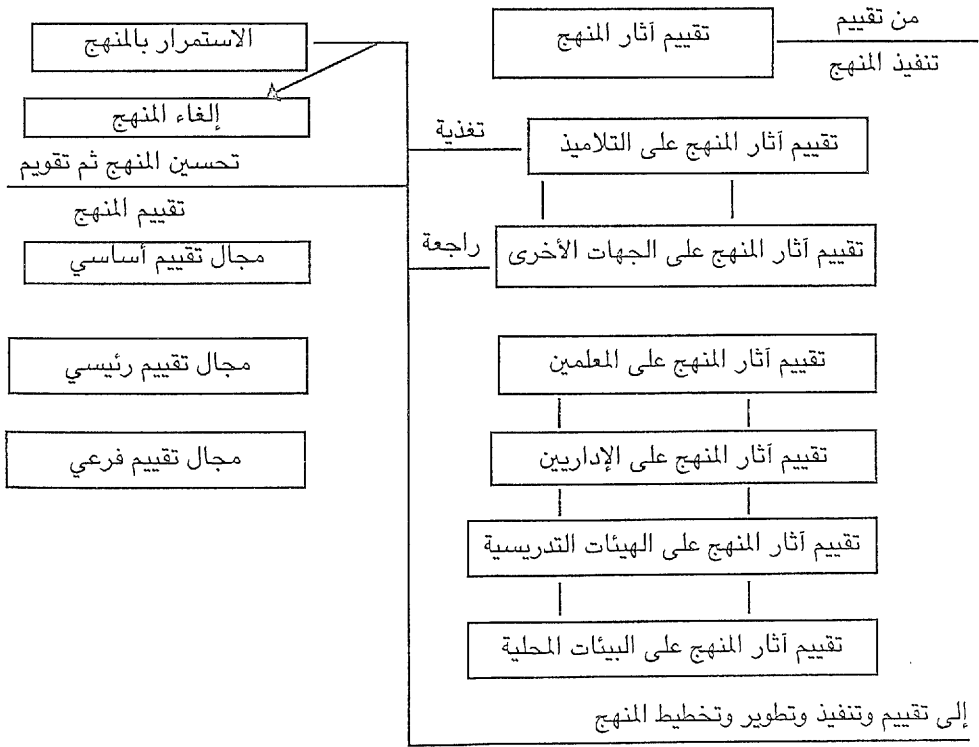 من تقييم
تنفيذ المنهج
تقييم آثار المنهج
تقييم آثار المنهج على التلاميذ
تقييم آثار المنهج على الجهات الأخرى
تقييم آثار المنهج على المعلمين
تقييم آثار المنهج على الإداريين
تقييم آثار المنهج على الهيئات التدريسية
تقييم آثار المنهج على البيئات المحلية
إلى تقييم وتنفيذ وتطوير وتخطيط المنهج
تغذية
راجعة
الاستمرار بالمنهج
إلغاء المنهج
تحسين المنهج ثم تقويم
تقييم المنهج
مجال تقييم أساسي
مجال تقييم رئيسي
مجال تقييم فرعي